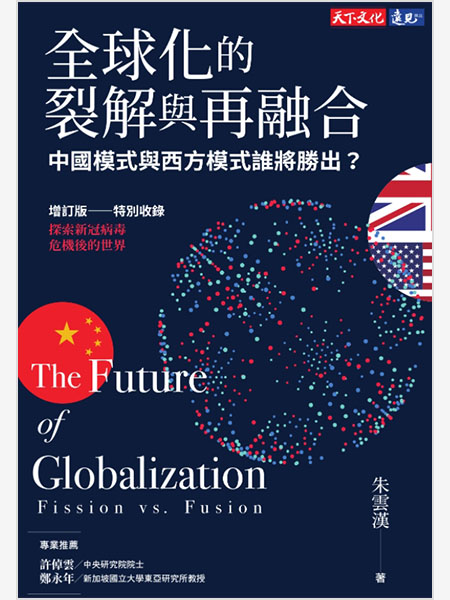 天下文化 遠見
全球化的
裂解與再融合
中國模式與西方模式誰將勝出？
增訂版——特別收錄
探索新冠病毒
危機後的世界
The Future
of
Globalization
Fission vs. Fusion
朱雲漢——著
專業推薦
許倬雲／中央研究院院士
鄭永年／新加坡國立大學東亞研究所教授